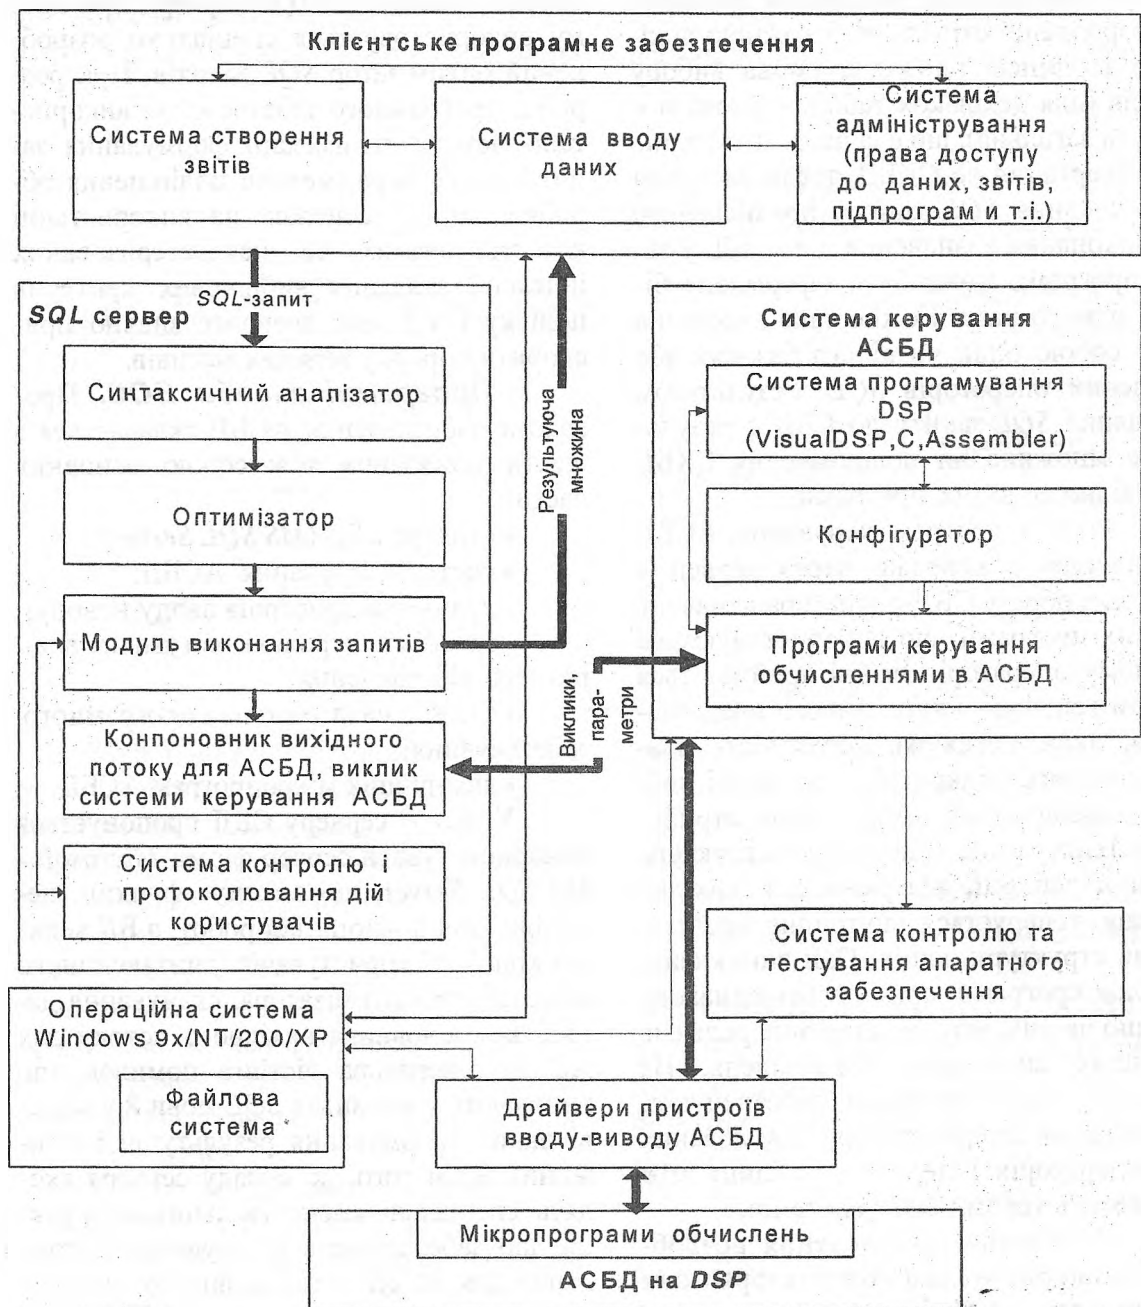 Клієнтське програмне забезпечення
Система створення
звітів
Система вводу
даних
Система
адміністрування
(права доступу
до даних, звітів,
підпрограм и т.і.)
SQL-запит
SQL сервер
Синтаксичний аналізатор
Оптимізатор
Модуль виконання запитів
Конпоновник вихідного
потоку для АСБД, виклик
системи керування АСБД
Система контролю і
протоколювання дій
користувачів
Результуюча
множина
Виклики,
пара-
метри
Система керування
АСБД
Система програмування
DSP
(VisualDSP,C,Assembler)
Конфігуратор
Програми керування
обчисленнями в АСБД
Система контролю та
тестування апаратного
забезпечення
Операційна система
Windows 9x/NT/200/XP
Файлова
система
Драйвери пристроїв
вводу-виводу АСБД
Мікропрограми обчислень
АСБД на DSP